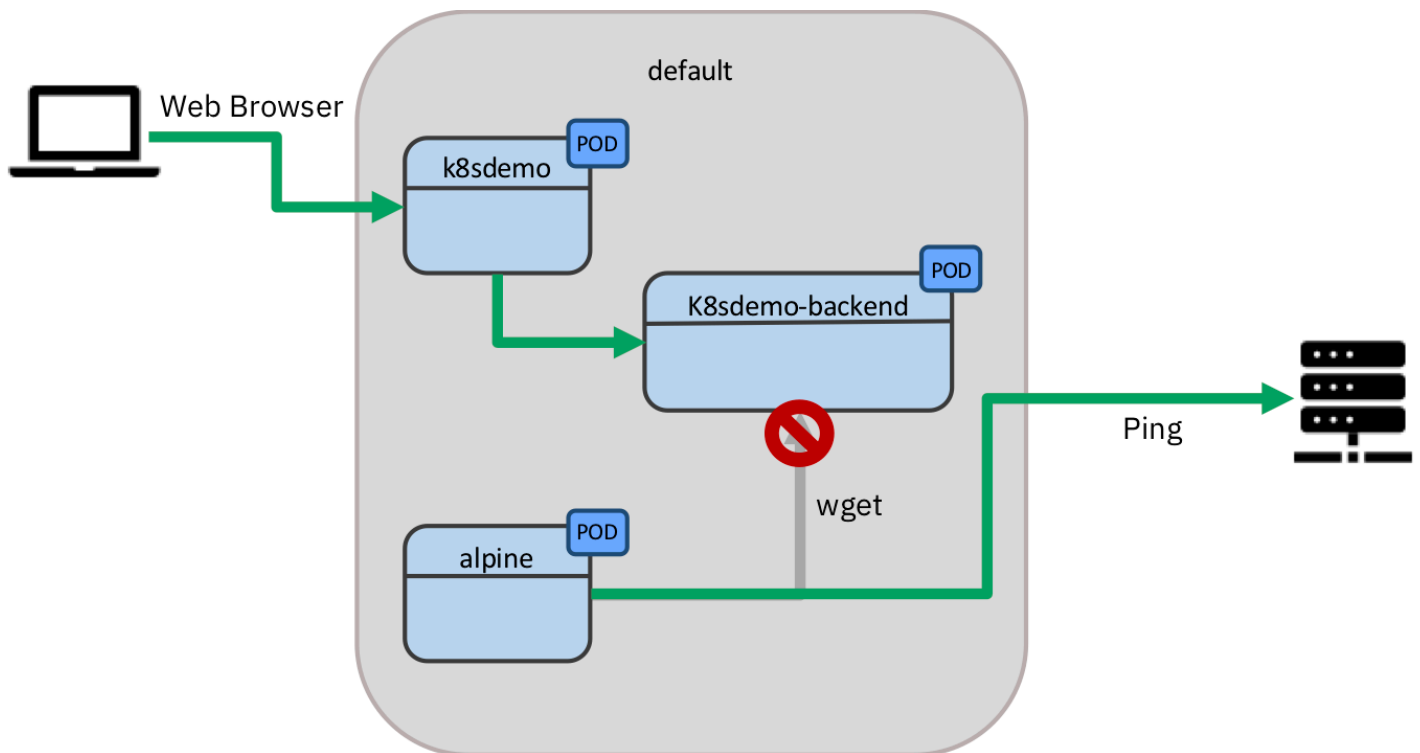 default
Web Browser
POD
k8sdemo
POD
K8sdemo-backend
Ping
wget
POD
alpine